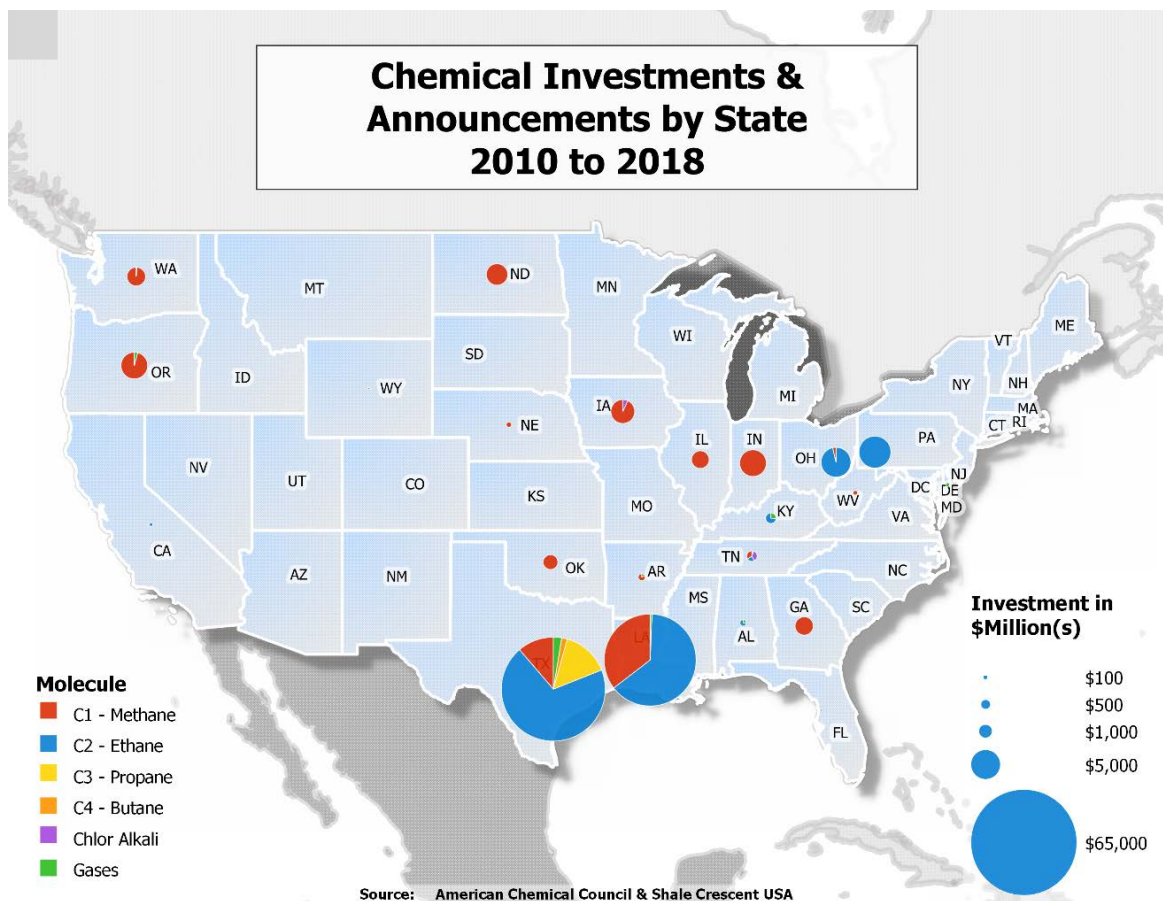 Chemical Investments &
Announcements by State
2010 to 2018
WA
MT
ND
MN
ME
VT
OR
ID
SD
WI
NH
WY
NY
MA
MI
CT RI
IA
NE
PA
IL
IN
OH
NJ
NV
UT
CO
DC
DE
KS
MO
WV
MD
KY
VA
CA
TN
NC
AZ
NM
OK
AR
MS
SC
GA
AL
LA
TX
FL
Investment in
$Million(s)
$100
$500
$1,000
$5,000
$65,000
Molecule
C1 - Methane
C2 - Ethane
C3 - Propane
C4 - Butane
Chlor Alkali
Gases
Source: American Chemical Council & Shale Crescent USA